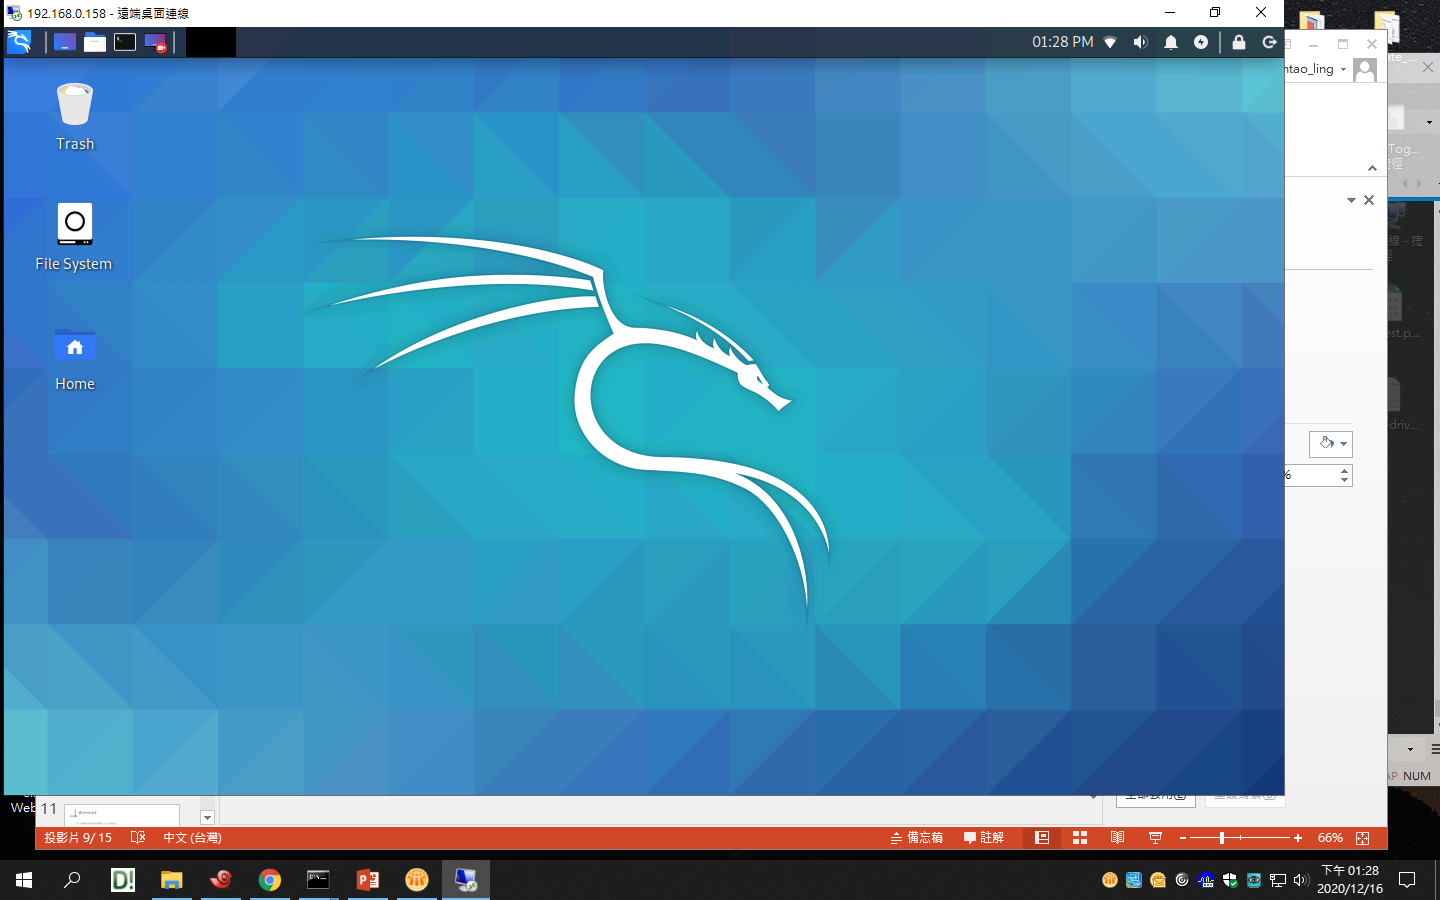 192.168.0.158 - 遠端桌面連線
01:28 PM
Trash
File System
Home
ntao_ling
Tog...
%
NUM
11
Wireshark
投影片 9/ 15
中文 (台灣)
備忘稿
註解
66%
下午 01:28
2020/12/16